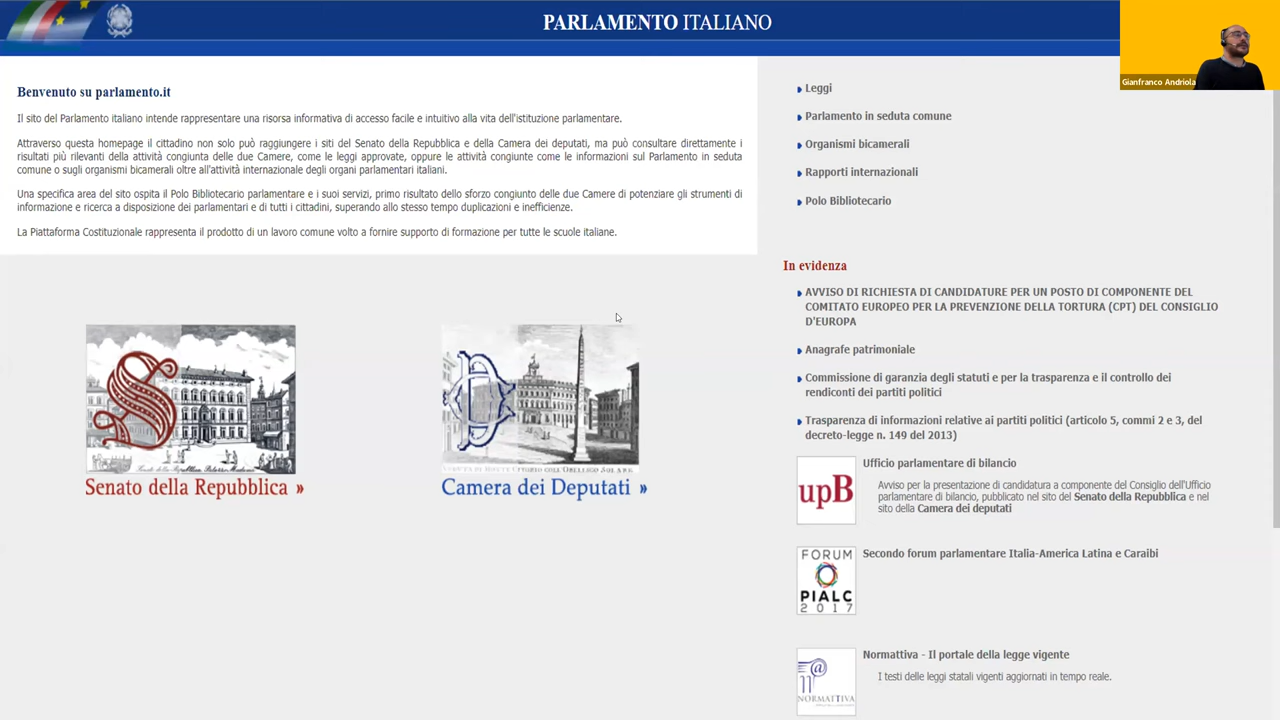 PARLAMENTO ITALIANO
Gianfranco Andriola
Benvenuto su parlamento.it
Il sito del Parlamento italiano intende rappresentare una risorsa informativa di accesso facile e intuitivo alla vita dell'istituzione parlamentare.
Attraverso questa homepage il cittadino non solo può raggiungere i siti del Senato della Repubblica e della Camera dei deputati, ma può consultare direttamente i
risultati più rilevanti della attività congiunta delle due Camere, come le leggi approvate, oppure le attività congiunte come le informazioni sul Parlamento in seduta
comune o sugli organismi bicamerali oltre all'attività internazionale degli organi parlamentari italiani.
Una specifica area del sito ospita il Polo Bibliotecario parlamentare e i suoi servizi, primo risultato dello sforzo congiunto delle due Camere di potenziare gli strumenti di
informazione e ricerca a disposizione dei parlamentari e di tutti i cittadini, superando allo stesso tempo duplicazioni e inefficienze.
La Piattaforma Costituzionale rappresenta il prodotto di un lavoro comune volto a fornire supporto di formazione per tutte le scuole italiane.
Senato della Repubblica »
Camera dei Deputati »
Leggi
Parlamento in seduta comune
Organismi bicamerali
Rapporti internazionali
Polo Bibliotecario
In evidenza
AVVISO DI RICHIESTA DI CANDIDATURE PER UN POSTO DI COMPONENTE DEL
COMITATO EUROPEO PER LA PREVENZIONE DELLA TORTURA (CPT) DEL CONSIGLIO
D'EUROPA
Anagrafe patrimoniale
Commissione di garanzia degli statuti e per la trasparenza e il controllo dei
rendiconti dei partiti politici
Trasparenza di informazioni relative ai partiti politici (articolo 5, commi 2 e 3, del
decreto-legge n. 149 del 2013)
upB
Ufficio parlamentare di bilancio
Avviso per la presentazione di candidatura a componente del Consiglio dell'Ufficio
parlamentare di bilancio, pubblicato nel sito del Senato della Repubblica e nel
sito della Camera dei deputati
FORUM
PIALC
2017
Secondo forum parlamentare Italia-America Latina e Caraibi
NORMATTIVA
Normattiva - Il portale della legge vigente
I testi delle leggi statali vigenti aggiornati in tempo reale.